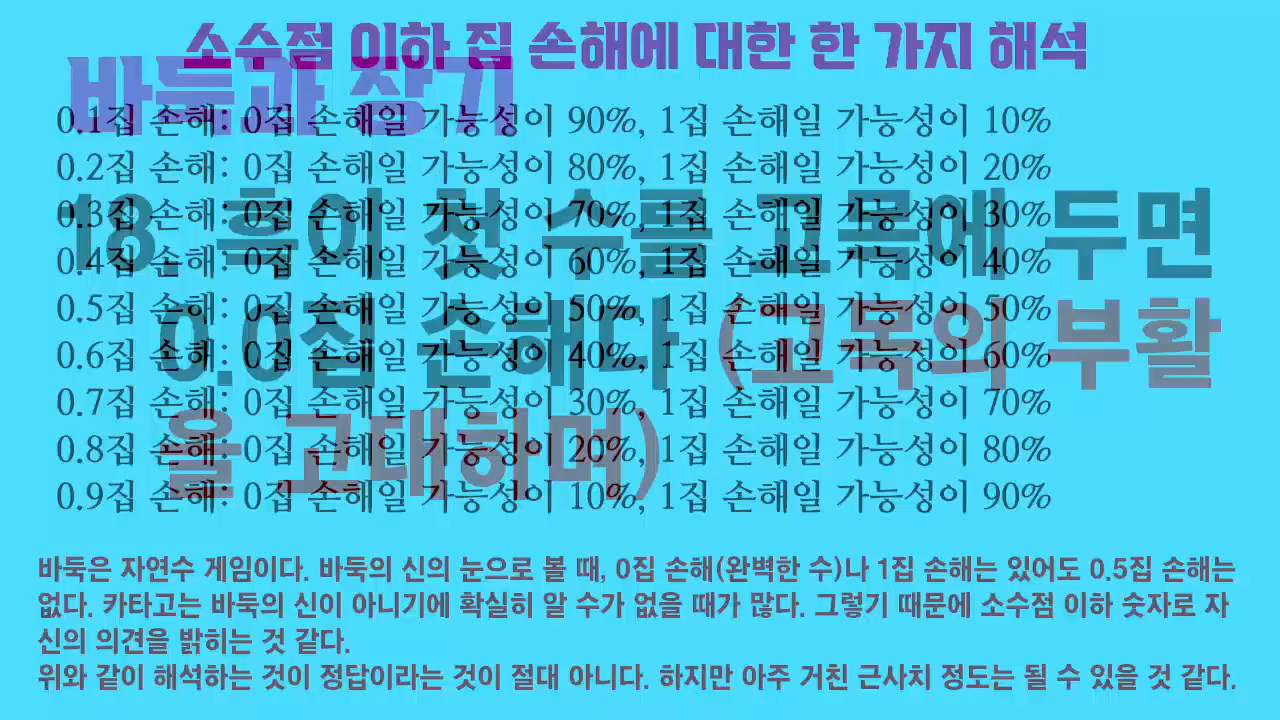 소수점 이하 집 손해에 대한 한 가지 해석
바둑과 장기
0.1집 손해: 0집 손해일 가능성이 90%, 1집 손해일 가능성이 10%
0.2집 손해: 0집 손해일 가능성이 80%, 1집 손해일 가능성이 20%
18. 흑이 첫 수를 고목에 두면
0.3집 손해: 0집 손해일 가능성이 70%, 1집 손해일 가능성이 30%
0.4집 손해: 0집 손해일 가능성이 60%, 1집 손해일 가능성이 40%
0.5집 손해: 0집 손해일 가능성이 50%, 1집 손해일 가능성이 50%
0.0집 손해다 (고목의 부활
0.6집 손해: 0집 손해일 가능성이 40%, 1집 손해일 가능성이 60%
0.7집 손해: 0집 손해일 가능성이 30%, 1집 손해일 가능성이 70%
을 고대하며)
0.8집 손해: 0집 손해일 가능성이 20%, 1집 손해일 가능성이 80%
0.9집 손해: 0집 손해일 가능성이 10%, 1집 손해일 가능성이 90%
바둑은 자연수 게임이다. 바둑의 신의 눈으로 볼 때, 0집 손해(완벽한 수)나 1집 손해는 있어도 0.5집 손해는
없다. 카타고는 바둑의 신이 아니기에 확실히 알 수가 없을 때가 많다. 그렇기 때문에 소수점 이하 숫자로 자
신의 의견을 밝히는 것 같다.
위와 같이 해석하는 것이 정답이라는 것이 절대 아니다. 하지만 아주 거친 근사치 정도는 될 수 있을 것 같다.